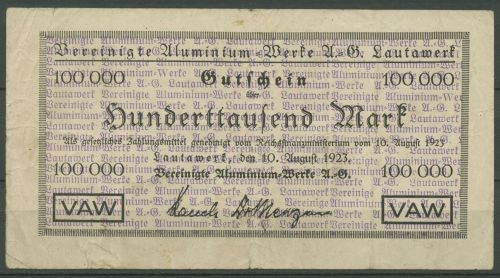 Vereinigte Aluminium-Werke A.G. Lautawerk
100 000 Gutschein 100 000
über
Hunderttausend Mark
Als gesetzliches Zahlungsmittel genehmigt vom Reichsfinanzministerium vom 10. August 1923
Lautawerk, den 10. August 1923.
100 000 Vereinigte Aluminium-Werke A.G. 100 000
VAW VAW